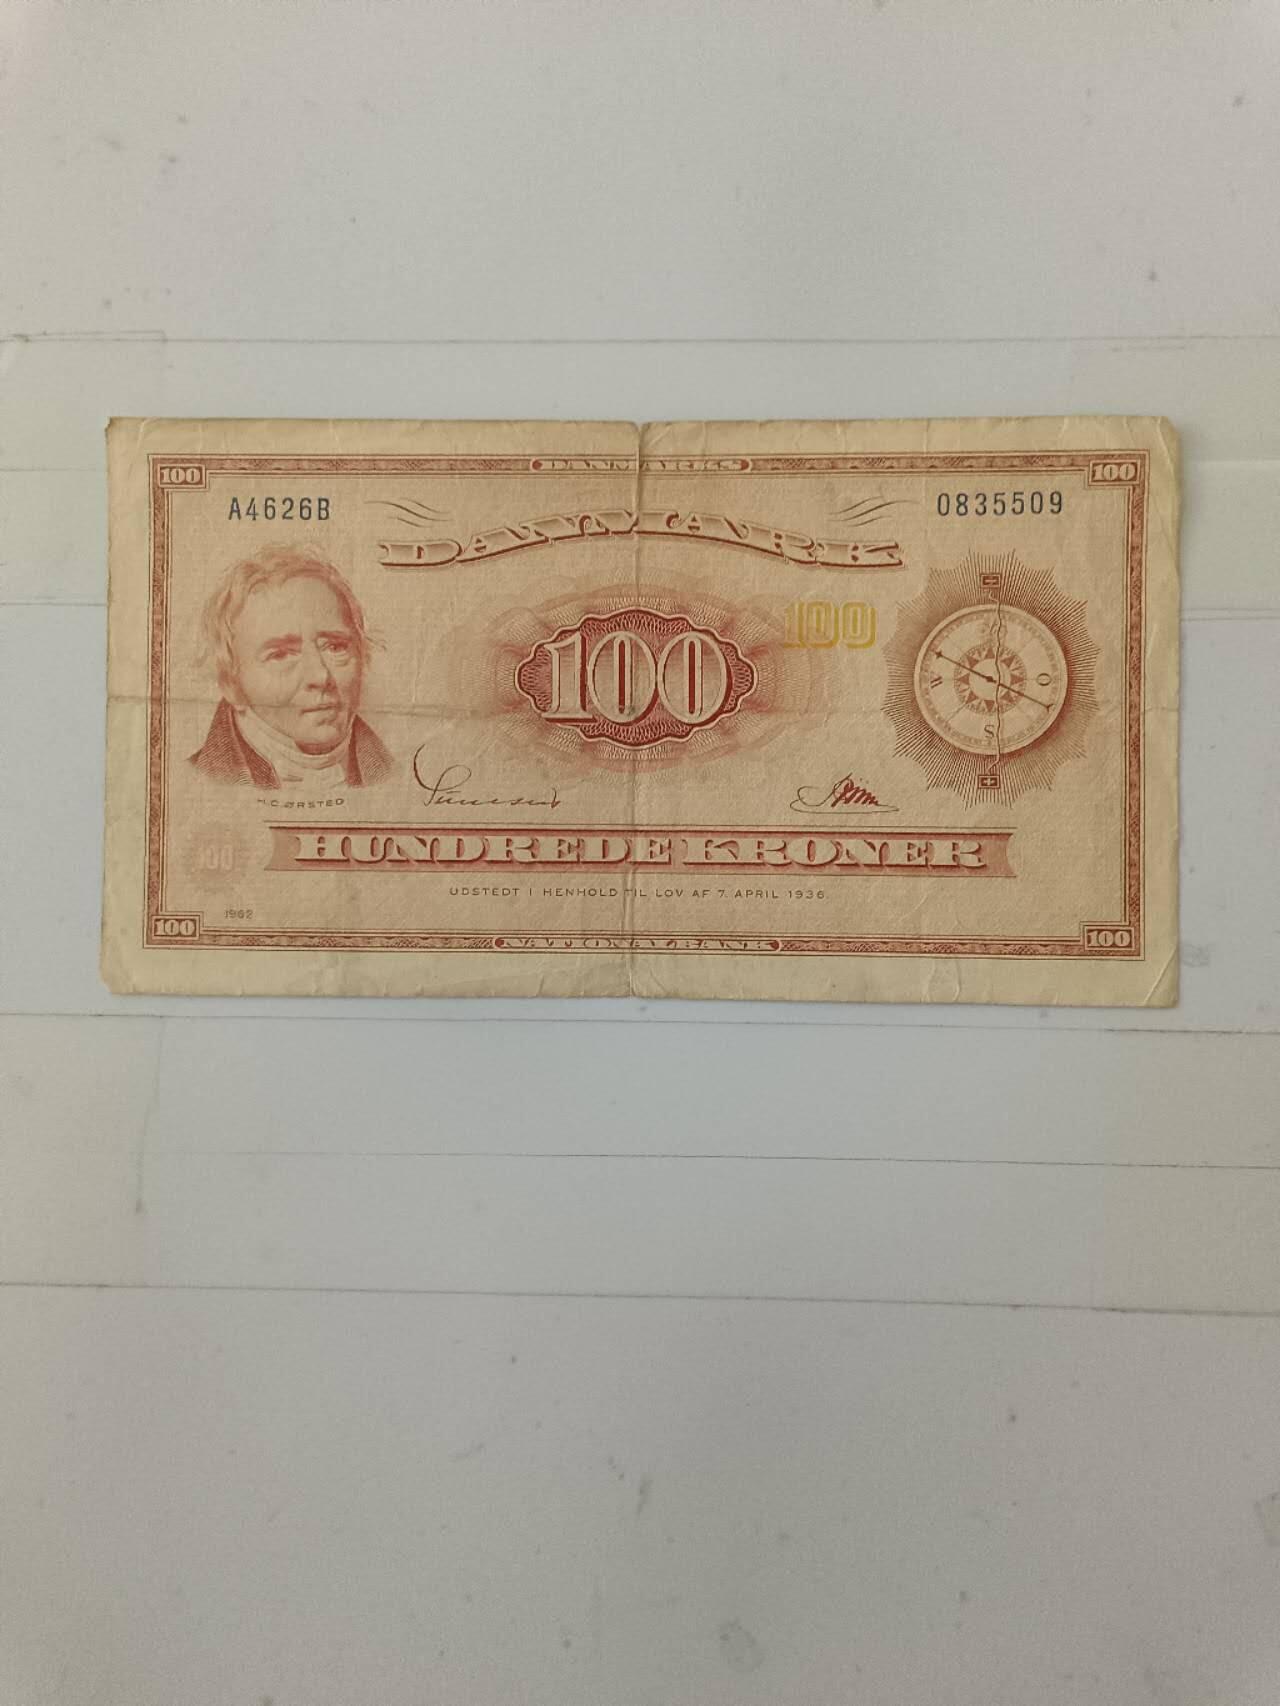 DANMARKS
100
100
A4626B
0835509
DANMARK
100
100
W
O
S
H.C. ØRSTED
HUNDREDE KRONER
100
UDSTEDT I HENHOLD TIL LOV AF 7. APRIL 1936.
1962
100
NATIONALBANK
100